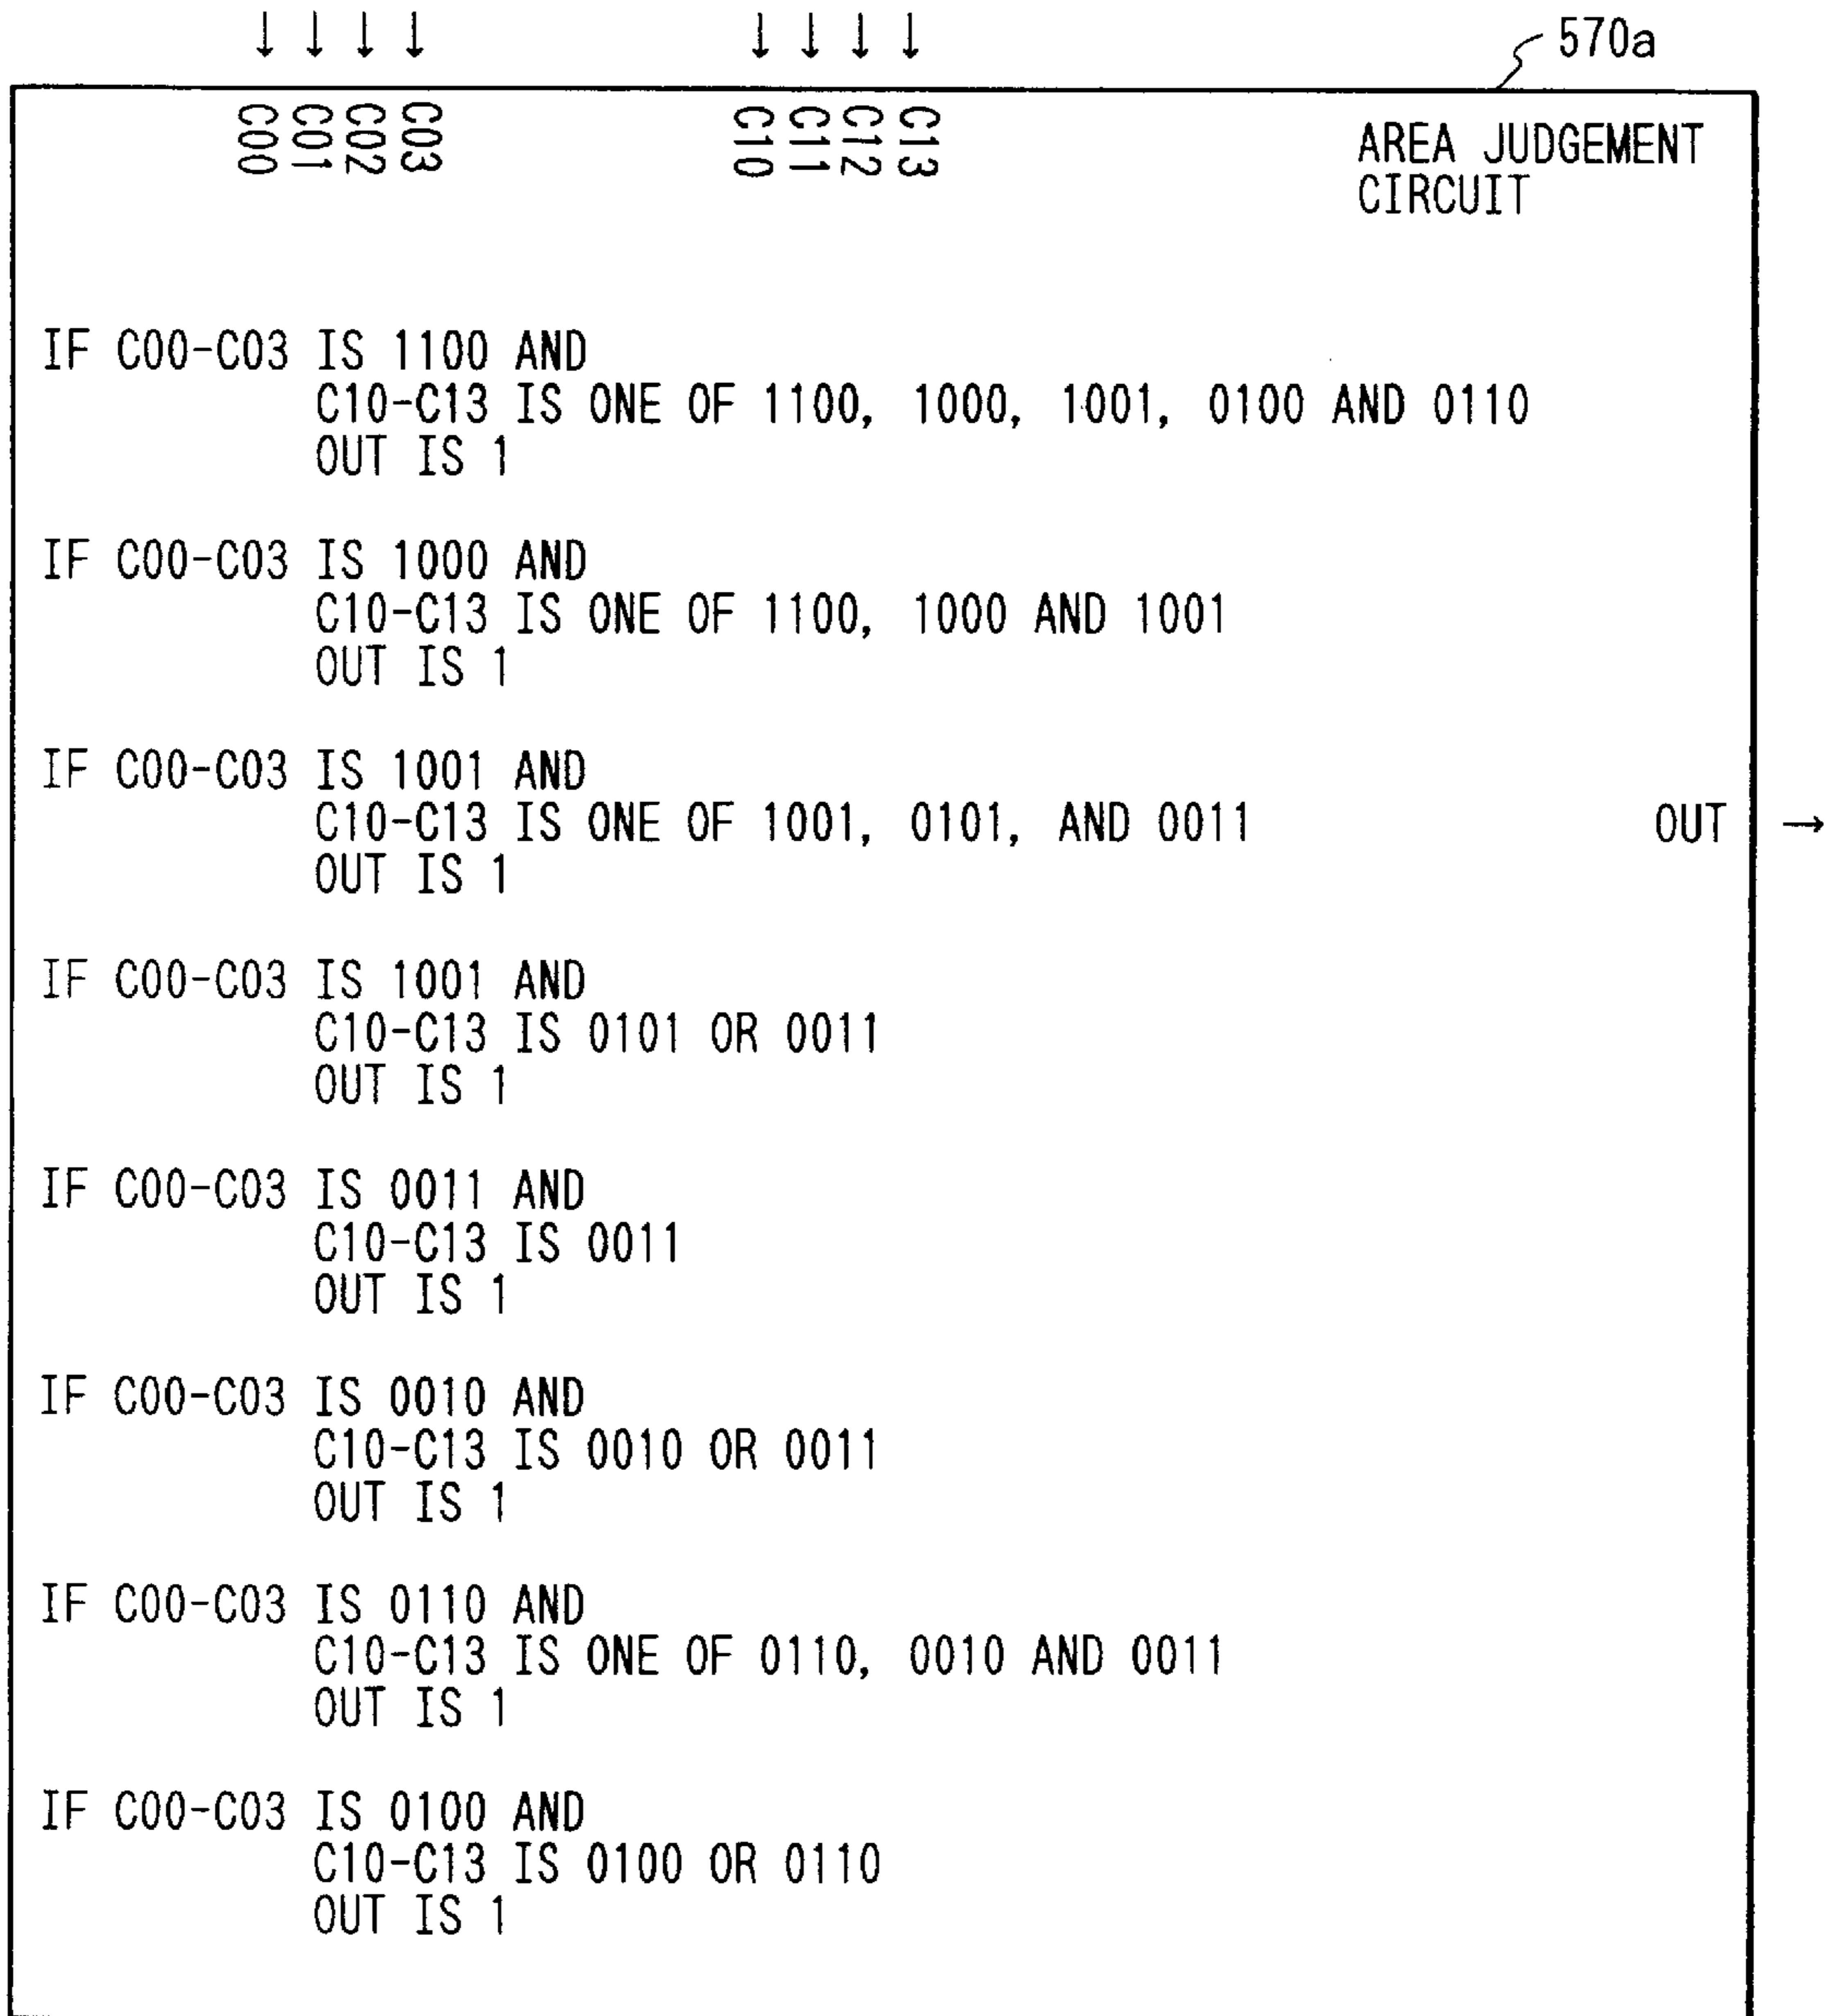 ↓ ↓ ↓ ↓ ↓ ↓ ↓ ↓
570a
C00 C01 C02 C03 C10 C11 C12 C13
AREA JUDGEMENT
CIRCUIT
IF C00-C03 IS 1100 AND
C10-C13 IS ONE OF 1100, 1000, 1001, 0100 AND 0110
OUT IS 1
IF C00-C03 IS 1000 AND
C10-C13 IS ONE OF 1100, 1000 AND 1001
OUT IS 1
IF C00-C03 IS 1001 AND
C10-C13 IS ONE OF 1001, 0101, AND 0011
OUT →
OUT IS 1
IF C00-C03 IS 1001 AND
C10-C13 IS 0101 OR 0011
OUT IS 1
IF C00-C03 IS 0011 AND
C10-C13 IS 0011
OUT IS 1
IF C00-C03 IS 0010 AND
C10-C13 IS 0010 OR 0011
OUT IS 1
IF C00-C03 IS 0110 AND
C10-C13 IS ONE OF 0110, 0010 AND 0011
OUT IS 1
IF C00-C03 IS 0100 AND
C10-C13 IS 0100 OR 0110
OUT IS 1